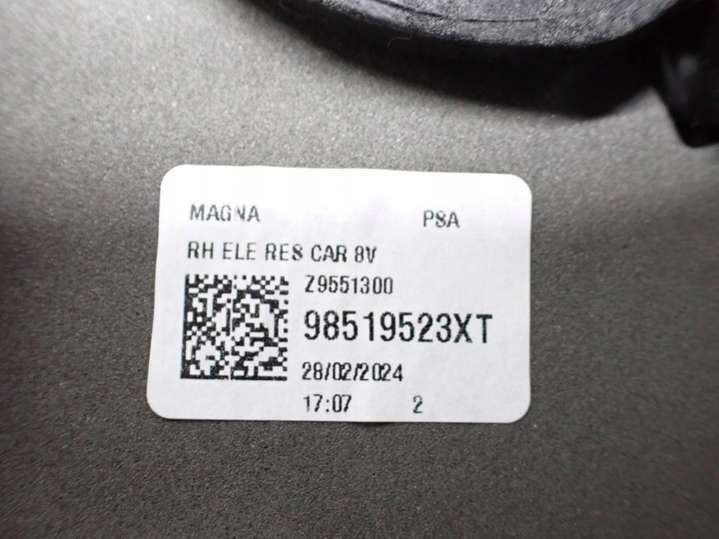 MAGNA PSA
RH ELE RES CAR 8V
Z9551300
98519523XT
28/02/2024
17:07 2